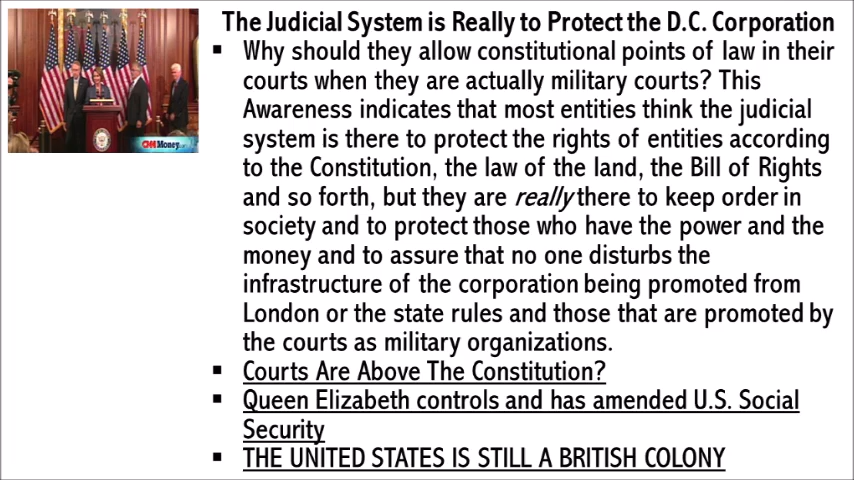 The Judicial System is Really to Protect the D.C. Corporation
▪ Why should they allow constitutional points of law in their
courts when they are actually military courts? This
Awareness indicates that most entities think the judicial
system is there to protect the rights of entities according
to the Constitution, the law of the land, the Bill of Rights
and so forth, but they are really there to keep order in
society and to protect those who have the power and the
money and to assure that no one disturbs the
infrastructure of the corporation being promoted from
London or the state rules and those that are promoted by
the courts as military organizations.
▪ Courts Are Above The Constitution?
▪ Queen Elizabeth controls and has amended U.S. Social
Security
▪ THE UNITED STATES IS STILL A BRITISH COLONY
CNN Money